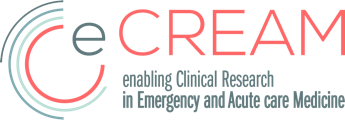 eCREAM
enabling Clinical Research
in Emergency and Acute care Medicine